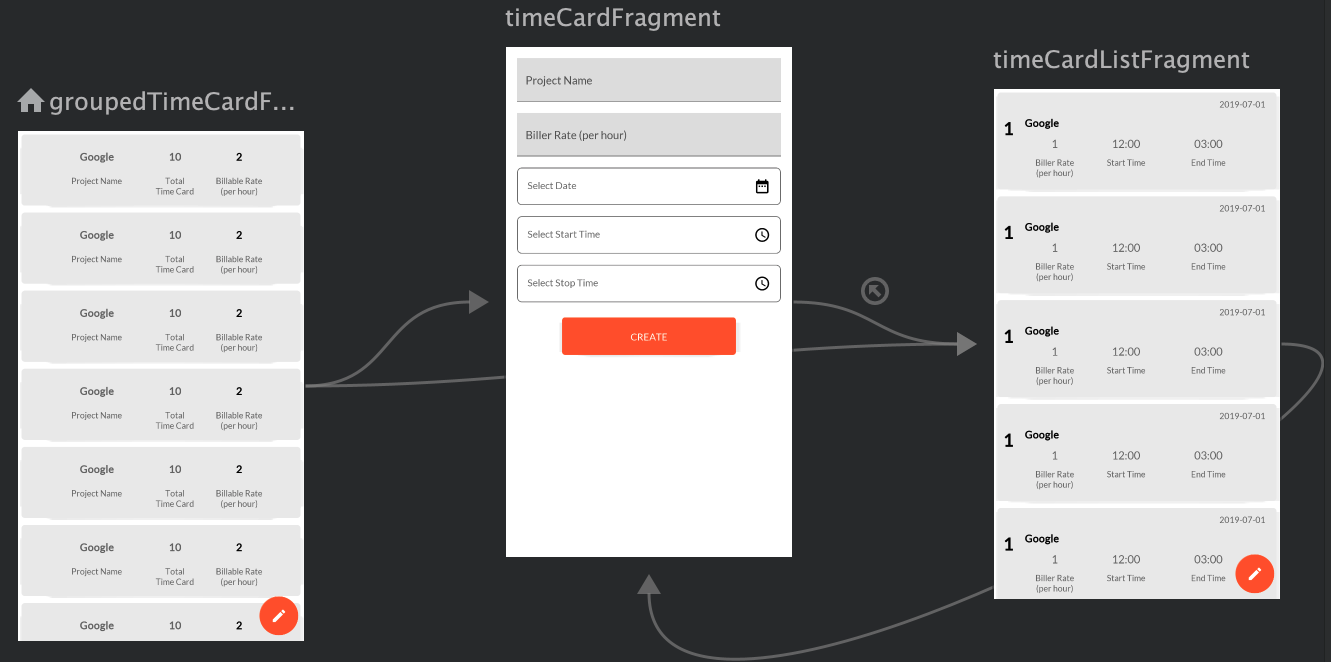 timeCardFragment
timeCardListFragment
groupedTimeCardF...
Google 10 2
Project Name Total Time Card Billable Rate (per hour)
Google 10 2
Project Name Total Time Card Billable Rate (per hour)
Google 10 2
Project Name Total Time Card Billable Rate (per hour)
Google 10 2
Project Name Total Time Card Billable Rate (per hour)
Google 10 2
Project Name Total Time Card Billable Rate (per hour)
Google 10 2
Project Name Total Time Card Billable Rate (per hour)
Google 10 2
Project Name
Biller Rate (per hour)
Select Date
Select Start Time
Select Stop Time
CREATE
2019-07-01
1 Google
1 12:00 03:00
Biller Rate (per hour) Start Time End Time
2019-07-01
1 Google
1 12:00 03:00
Biller Rate (per hour) Start Time End Time
2019-07-01
1 Google
1 12:00 03:00
Biller Rate (per hour) Start Time End Time
2019-07-01
1 Google
1 12:00 03:00
Biller Rate (per hour) Start Time End Time
2019-07-01
1 Google
1 12:00 03:00
Biller Rate (per hour) Start Time End Time